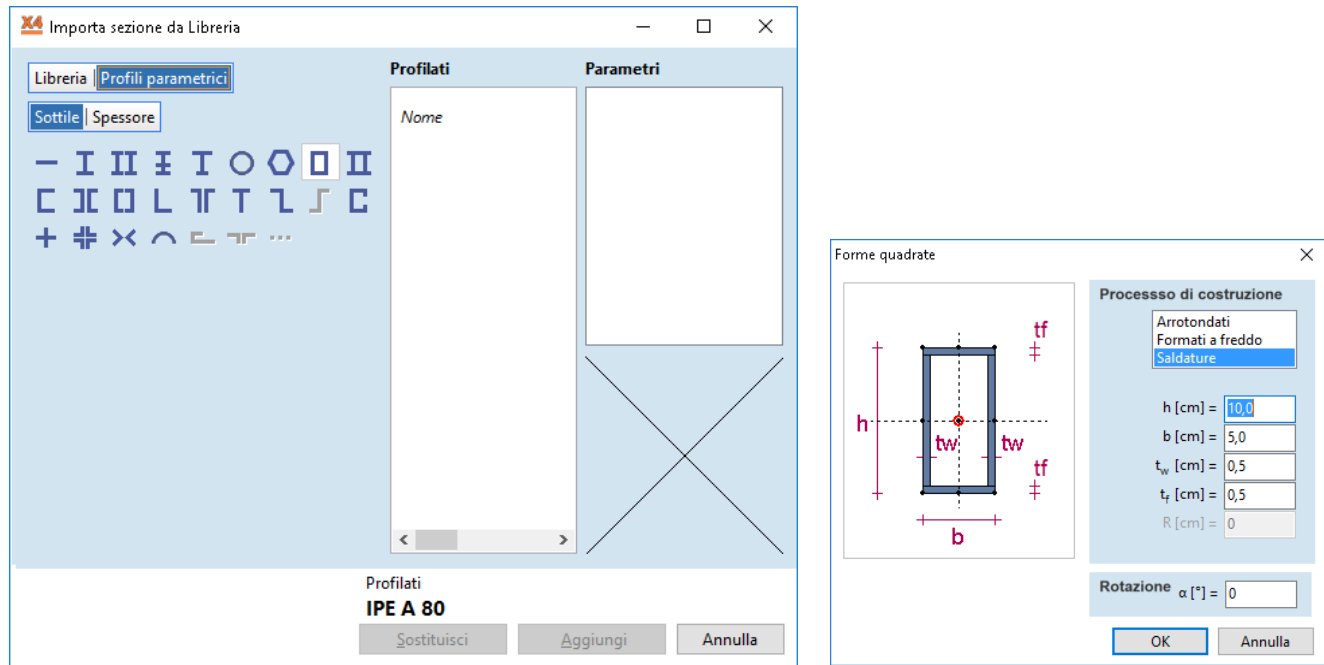 X4 Importa sezione da Libreria
Libreria | Profili parametrici
Sottile | Spessore
Profilati
Nome
Parametri
Profilati
IPE A 80
Sostituisci
Aggiungi
Annulla
Forme quadrate
tf
h
tw
tw
tf
b
Processso di costruzione
Arrotondati
Formati a freddo
Saldature
h [cm] = 10,0
b [cm] = 5,0
tw [cm] = 0,5
tf [cm] = 0,5
R [cm] = 0
Rotazione α [°] = 0
OK
Annulla